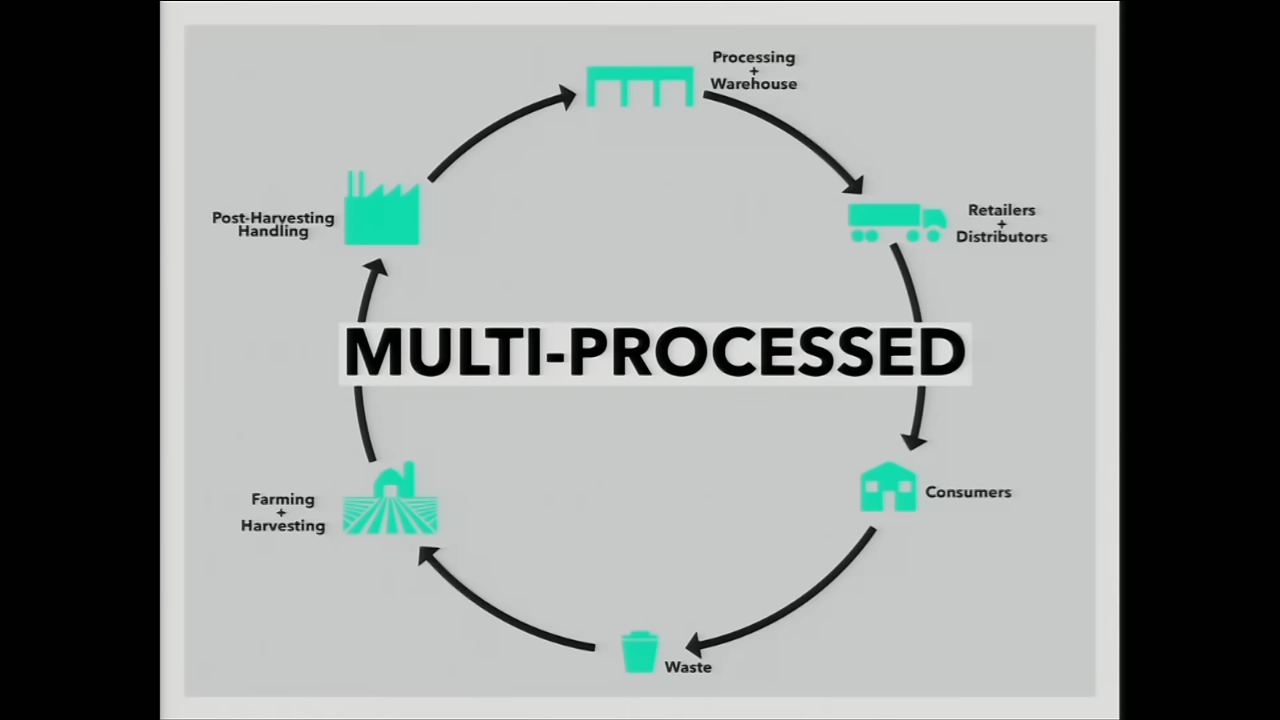 Processing
+
Warehouse
Post-Harvesting
Handling
Retailers
+
Distributors
MULTI-PROCESSED
Farming
+
Harvesting
Consumers
Waste